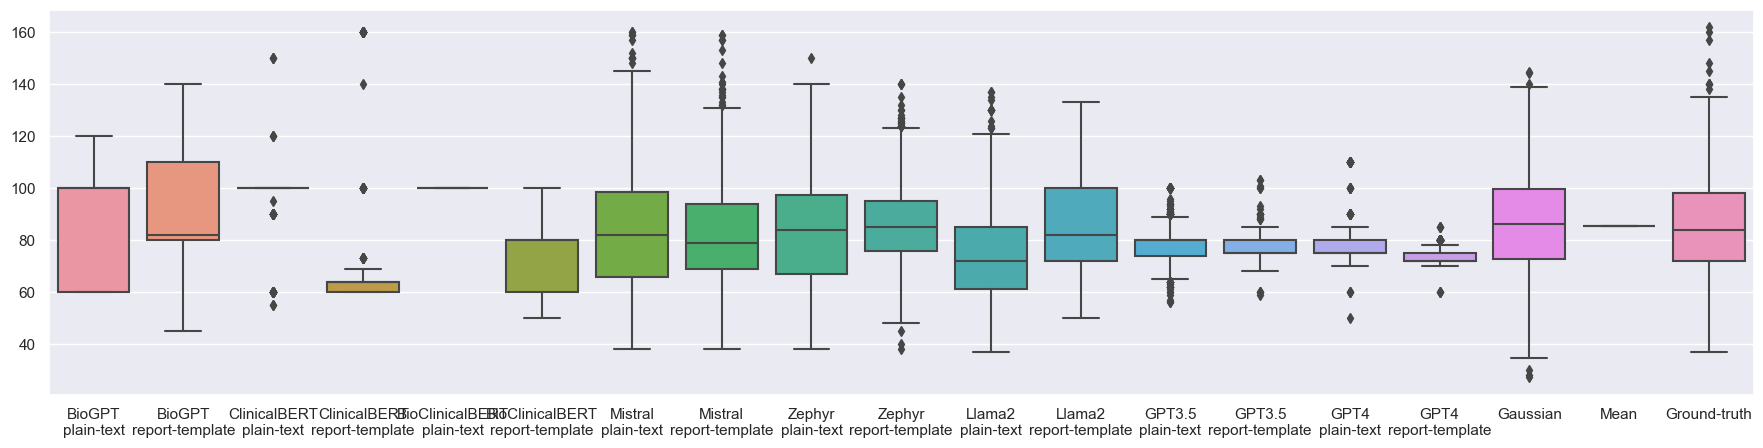 160
140
120
100
80
60
40
BioGPT plain-text
BioGPT report-template
ClinicalBERT plain-text
ClinicalBERT report-template
BioClinicalBERT plain-text
BioClinicalBERT report-template
Mistral plain-text
Mistral report-template
Zephyr plain-text
Zephyr report-template
Llama2 plain-text
Llama2 report-template
GPT3.5 plain-text
GPT3.5 report-template
GPT4 plain-text
GPT4 report-template
Gaussian
Mean
Ground-truth